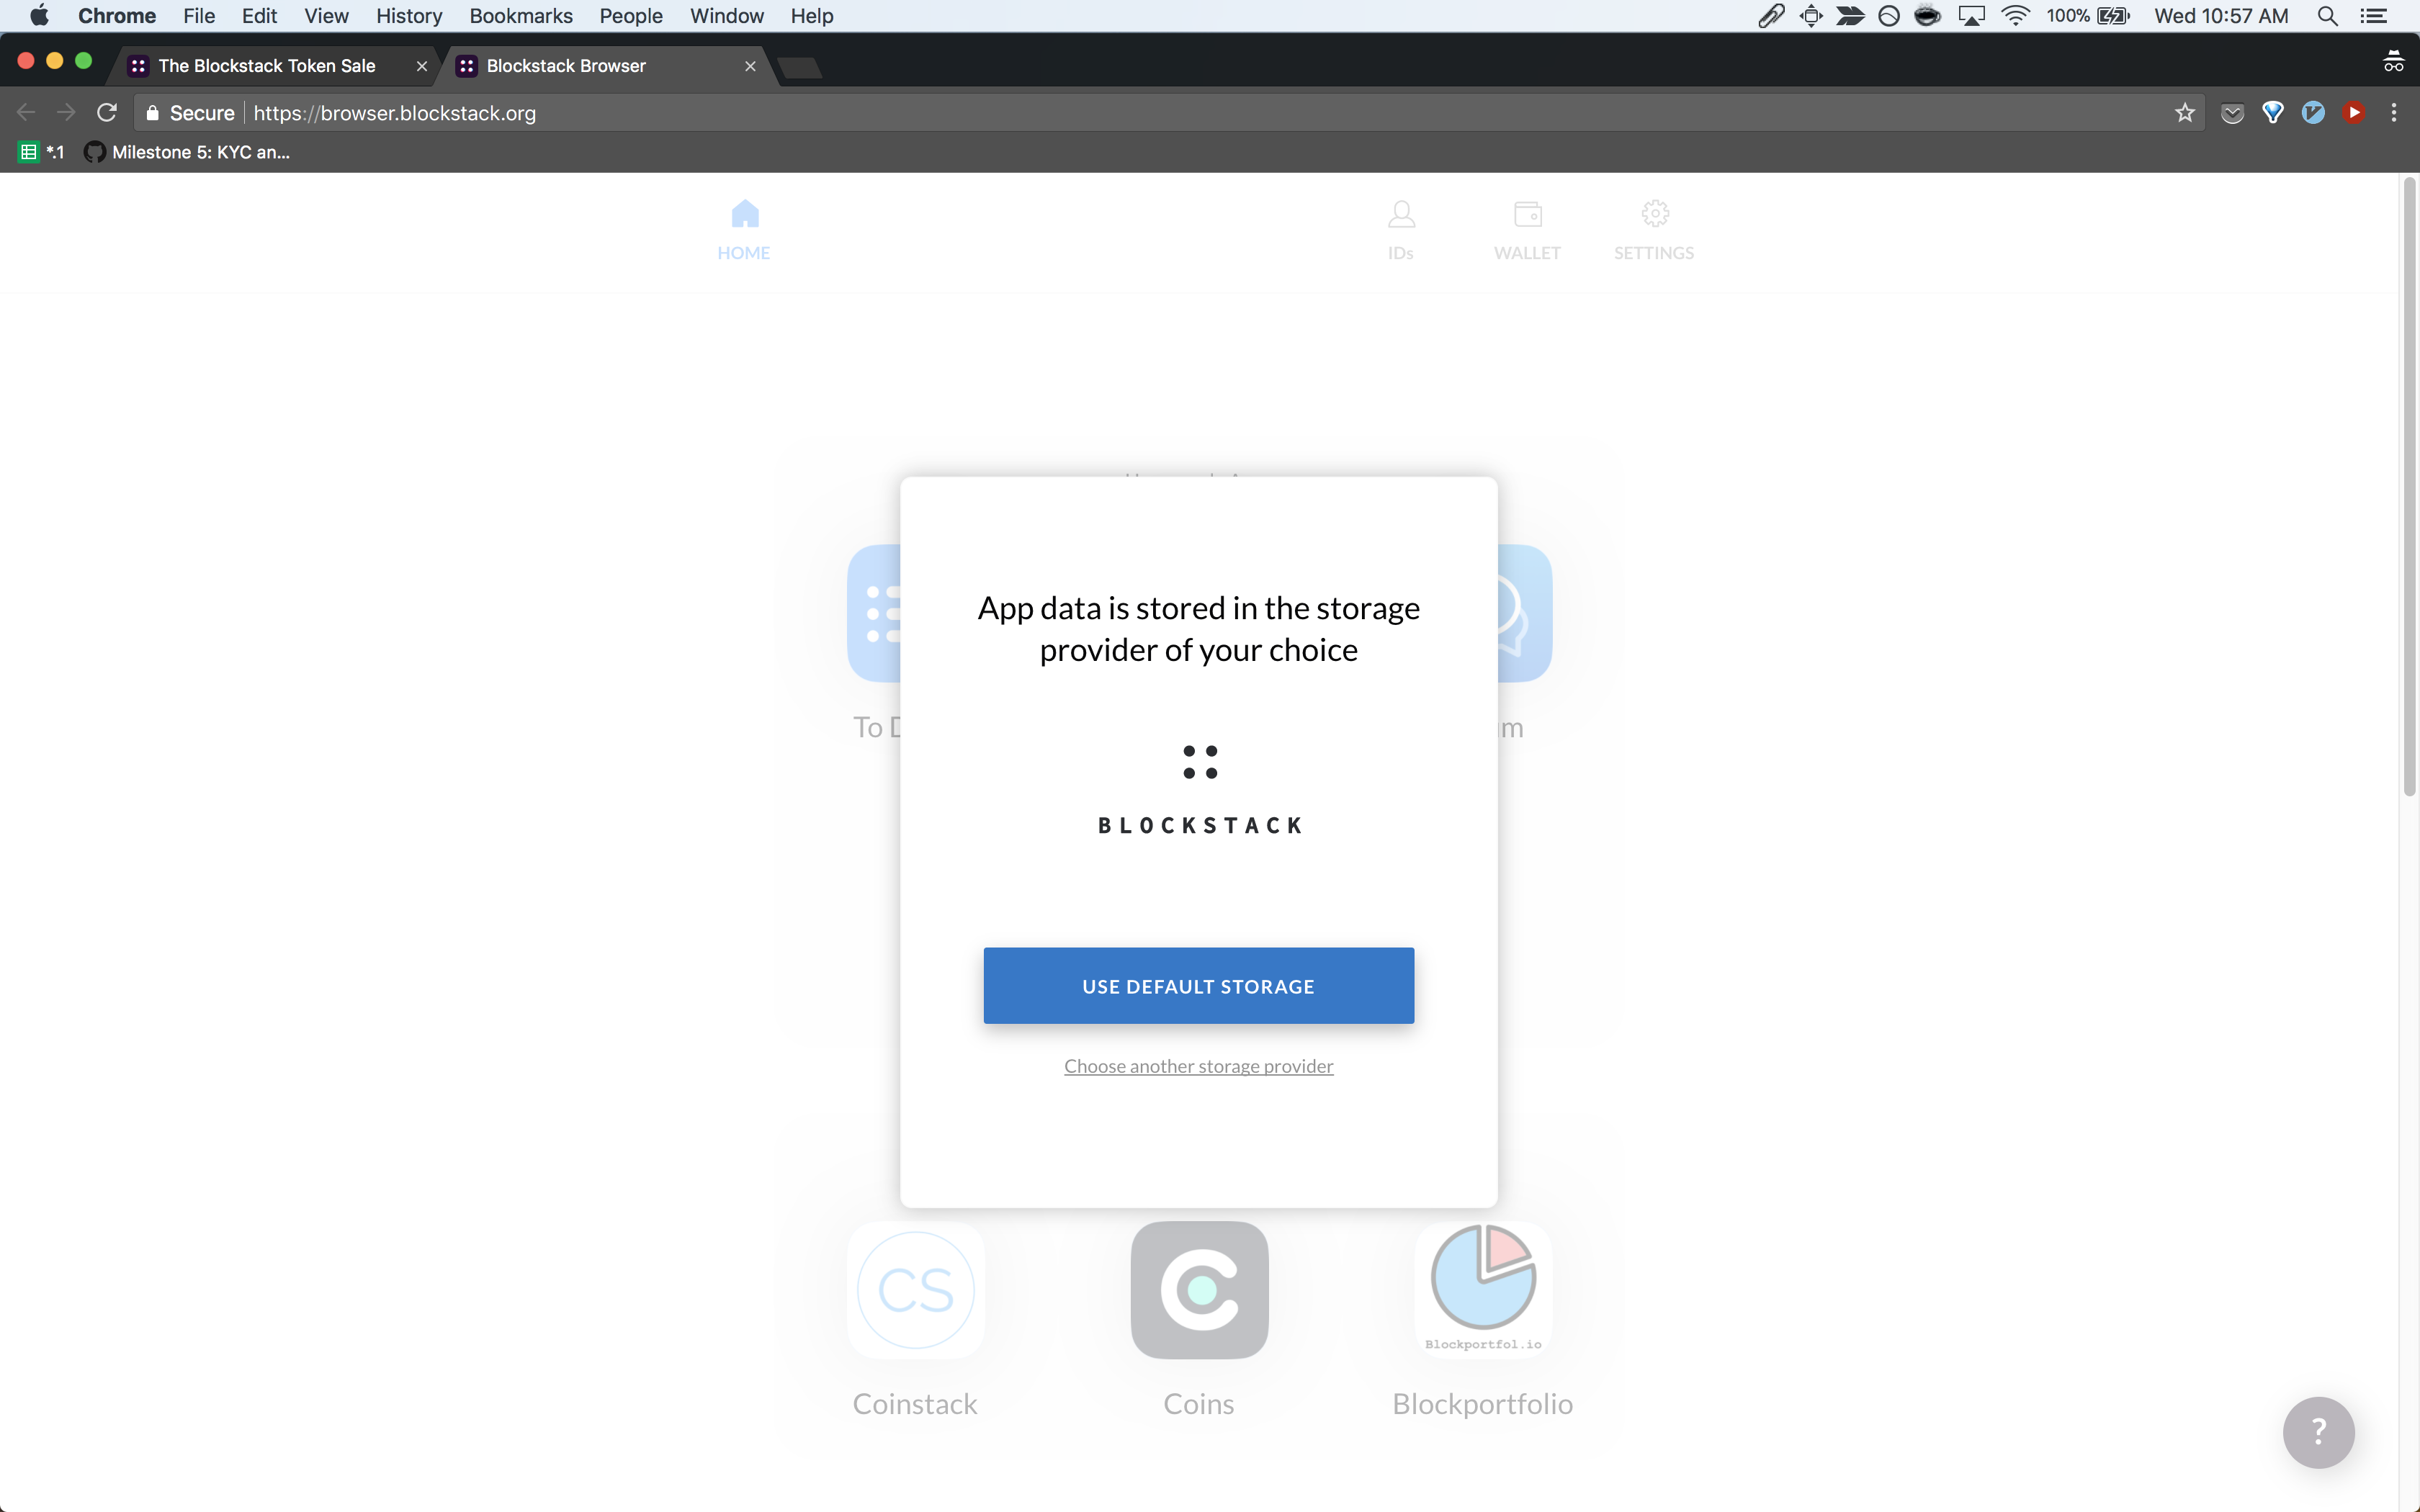 Chrome File Edit View History Bookmarks People Window Help 100% Wed 10:57 AM
The Blockstack Token Sale Blockstack Browser
Secure https://browser.blockstack.org
*.1 Milestone 5: KYC an...
HOME IDs WALLET SETTINGS
App data is stored in the storage
provider of your choice
To m
BLOCKSTACK
USE DEFAULT STORAGE
Choose another storage provider
CS
Blockportfol.io
Coinstack Coins Blockportfolio
?